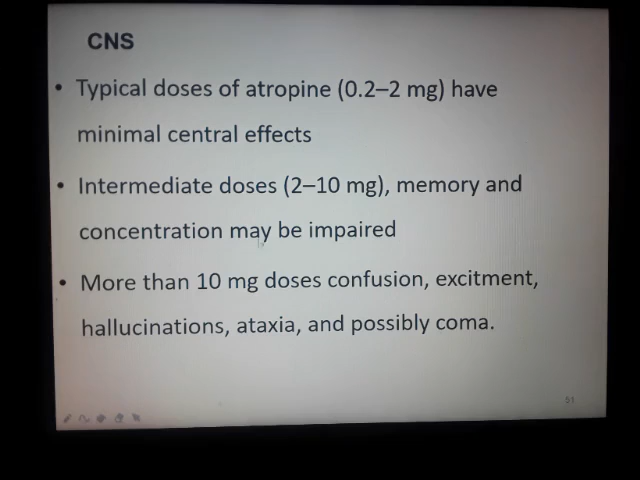 CNS
• Typical doses of atropine (0.2–2 mg) have
minimal central effects
• Intermediate doses (2–10 mg), memory and
concentration may be impaired
• More than 10 mg doses confusion, excitment,
hallucinations, ataxia, and possibly coma.
51